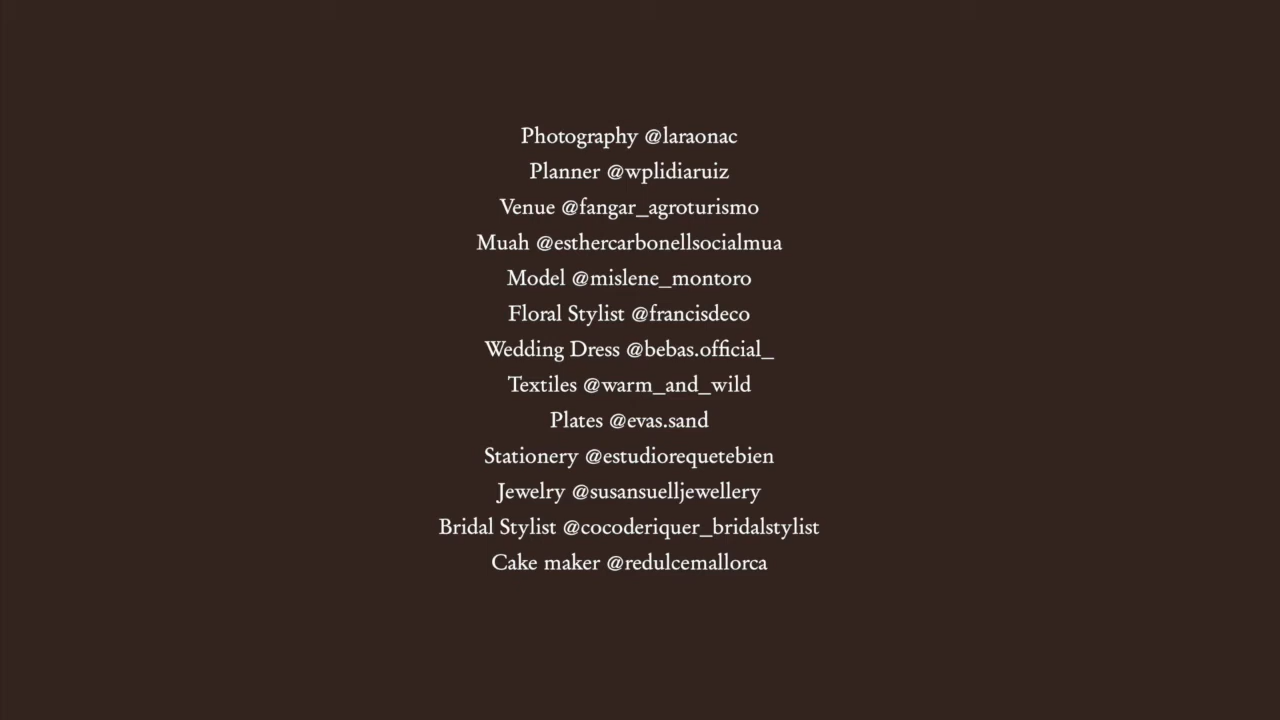 Photography @laraonac
Planner @wplidiaruiz
Venue @fangar_agroturismo
Muah @esthercarbonellsocialmua
Model @mislene_montoro
Floral Stylist @francisdeco
Wedding Dress @bebas.official_
Textiles @warm_and_wild
Plates @evas.sand
Stationery @estudiorequetebien
Jewelry @susansuelljewellery
Bridal Stylist @cocoderiquer_bridalstylist
Cake maker @redulcemallorca